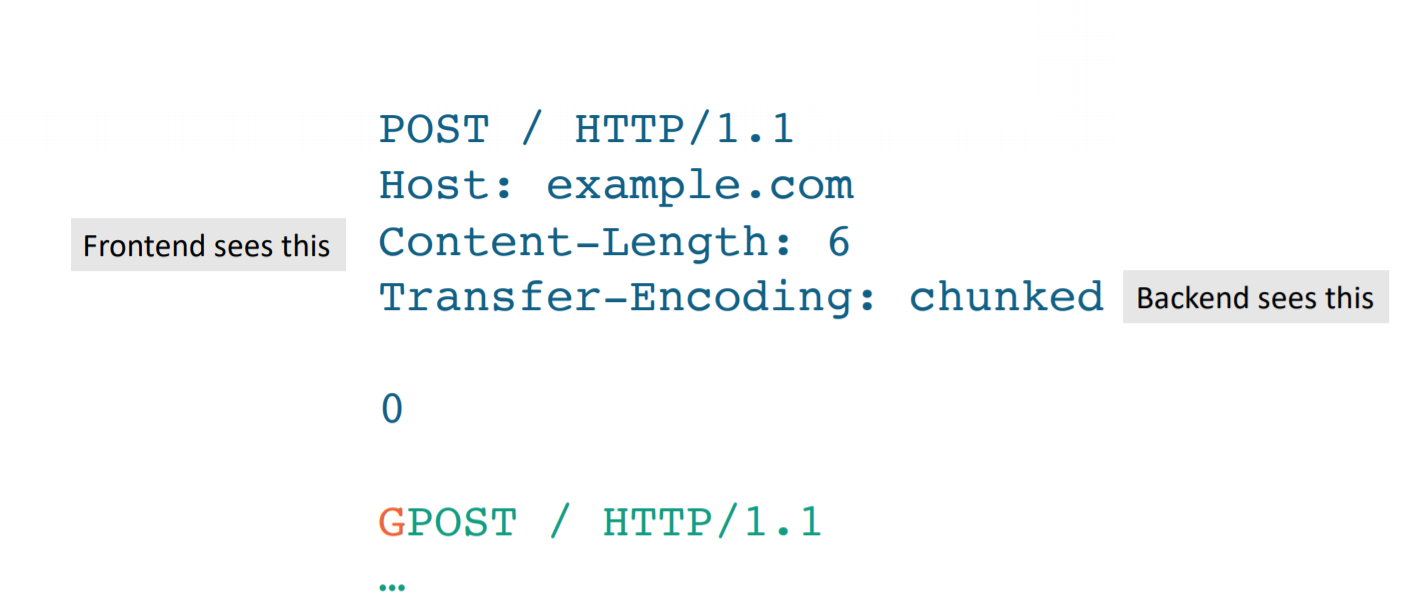 POST / HTTP/1.1
Host: example.com
Frontend sees this
Content-Length: 6
Transfer-Encoding: chunked
Backend sees this
0
GPOST / HTTP/1.1
…